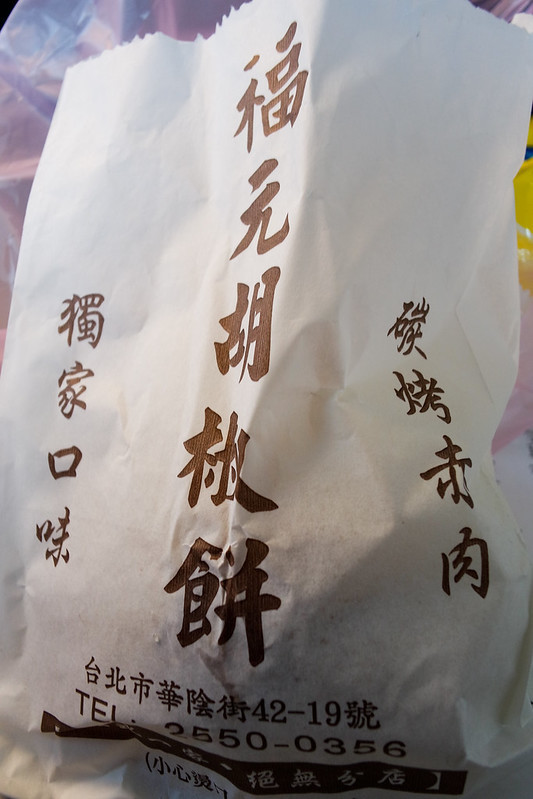 碳烤赤肉
福元胡椒餅
獨家口味
台北市華陰街42-19號
TEL: 2550-0356
絕無分店】
(小心燙